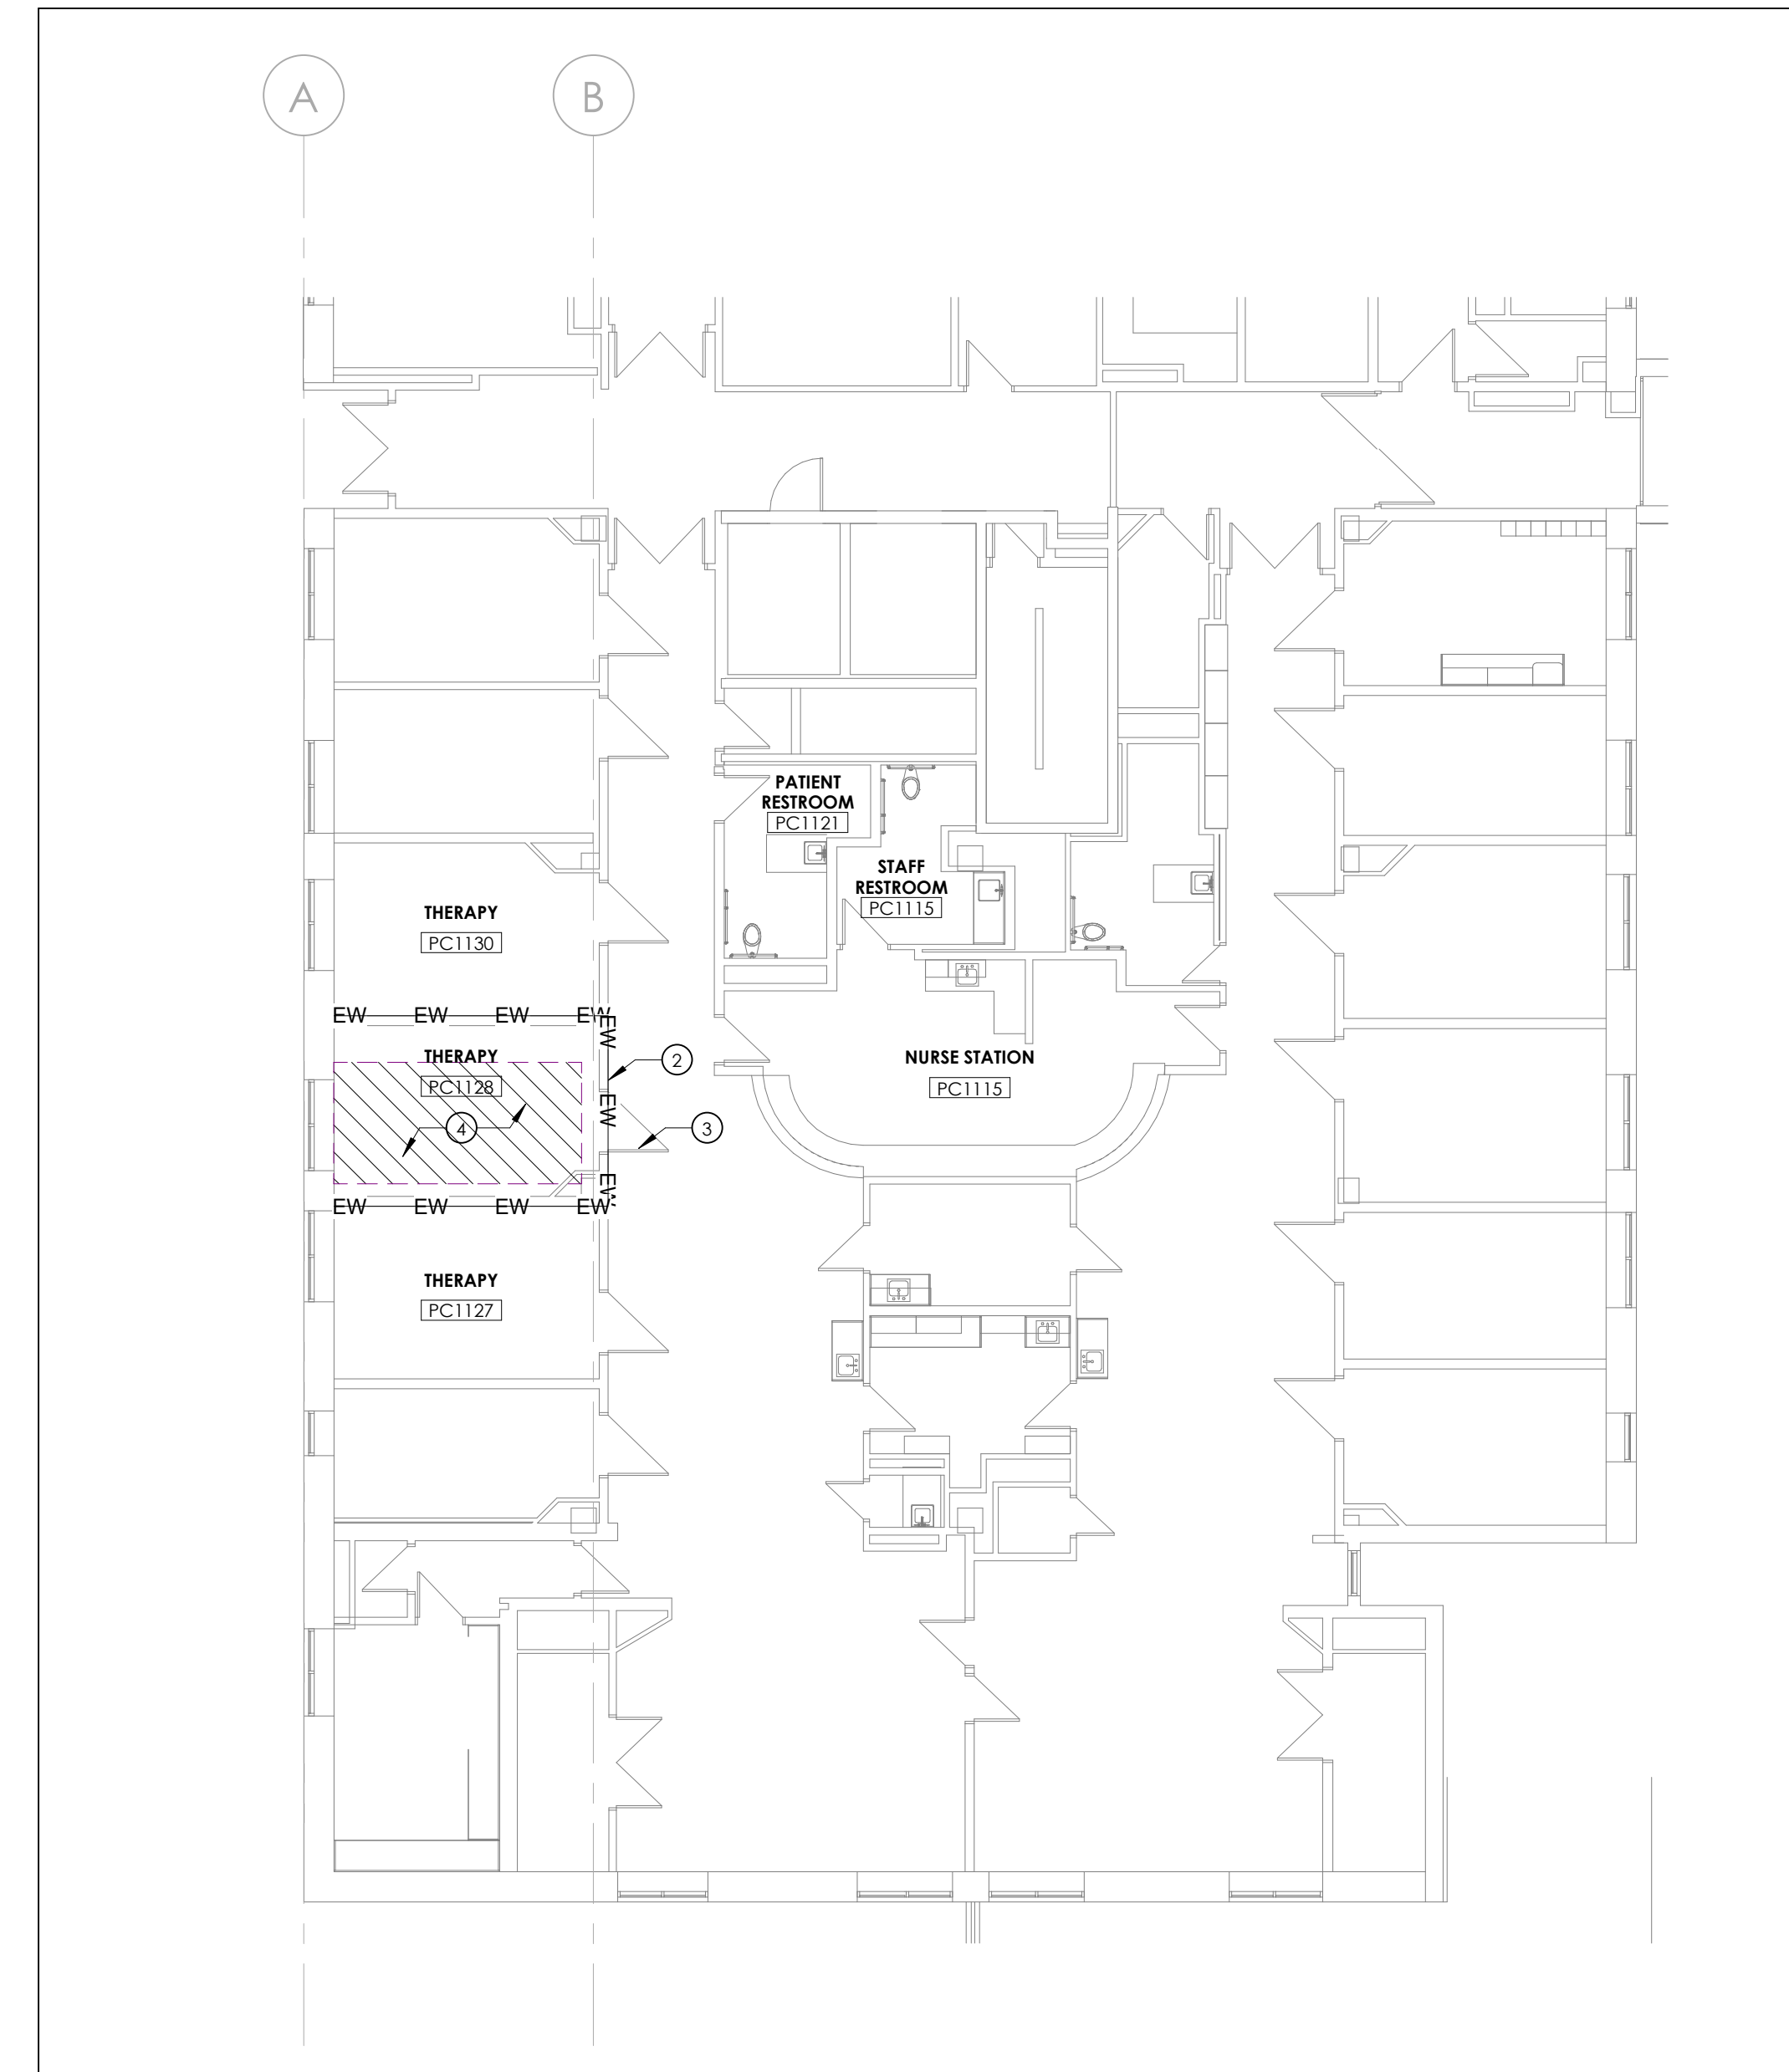 A
B
PATIENT
RESTROOM
PC1121
STAFF
RESTROOM
PC1115
THERAPY
PC1130
EW EW EW EW
EW
THERAPY
PC1128
2
NURSE STATION
PC1115
EW
4
3
EW
EW EW EW EW
THERAPY
PC1127